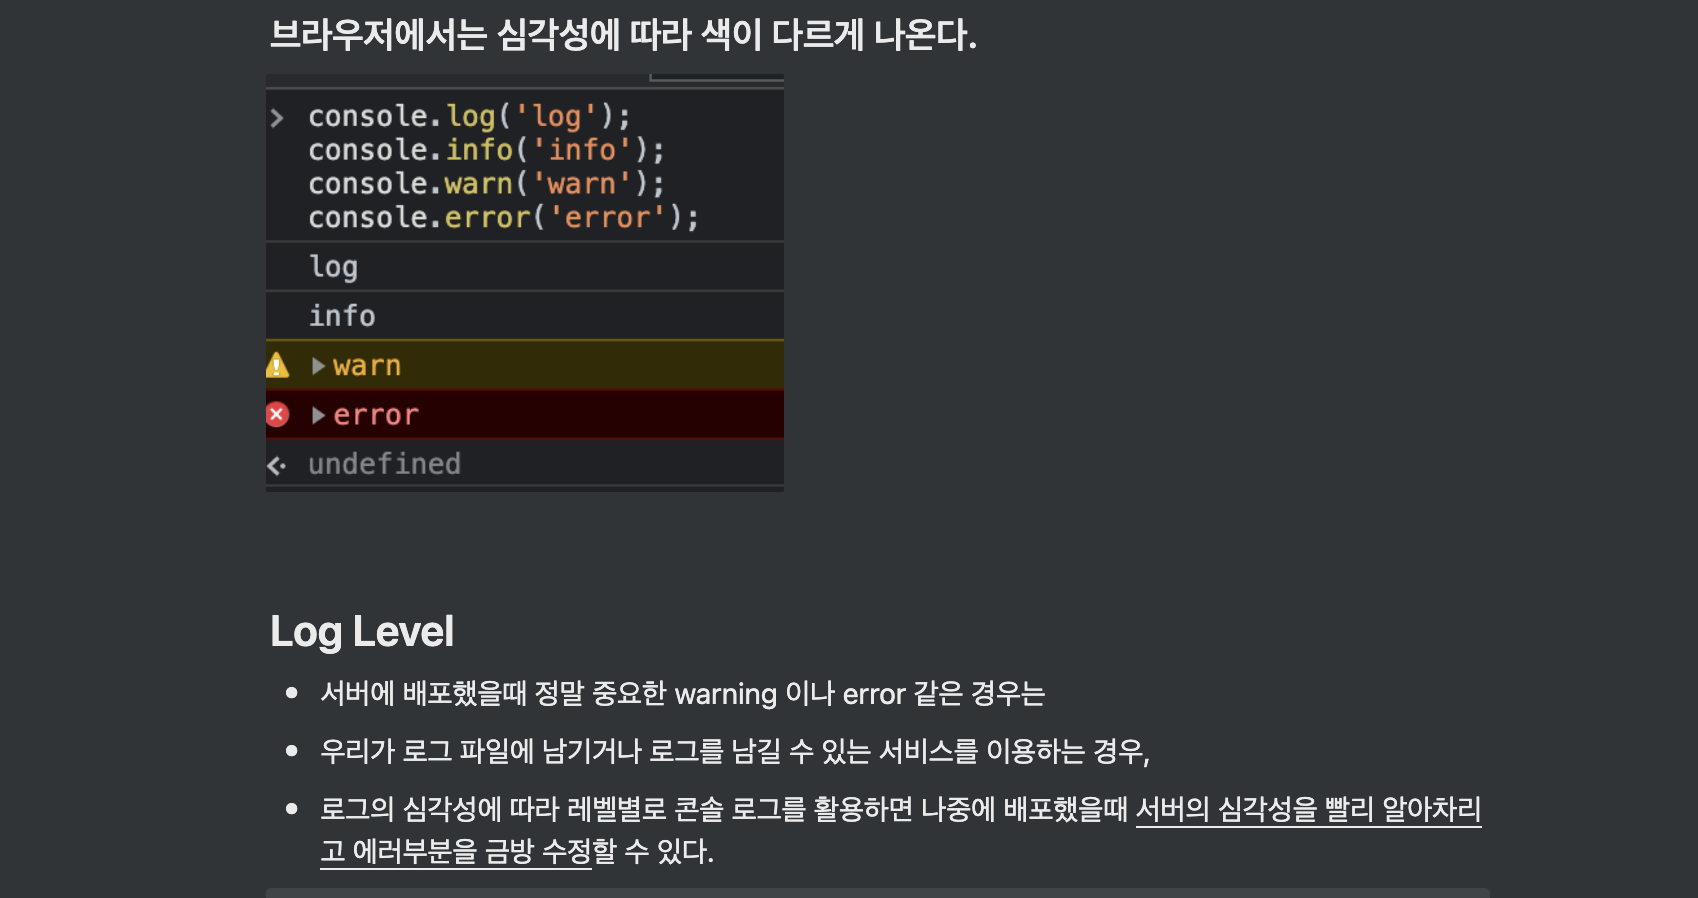 브라우저에서는 심각성에 따라 색이 다르게 나온다.
console.log('log');
console.info('info');
console.warn('warn');
console.error('error');
log
info
warn
error
undefined
Log Level
서버에 배포했을때 정말 중요한 warning 이나 error 같은 경우는
우리가 로그 파일에 남기거나 로그를 남길 수 있는 서비스를 이용하는 경우,
로그의 심각성에 따라 레벨별로 콘솔 로그를 활용하면 나중에 배포했을때 서버의 심각성을 빨리 알아차리
고 에러부분을 금방 수정할 수 있다.